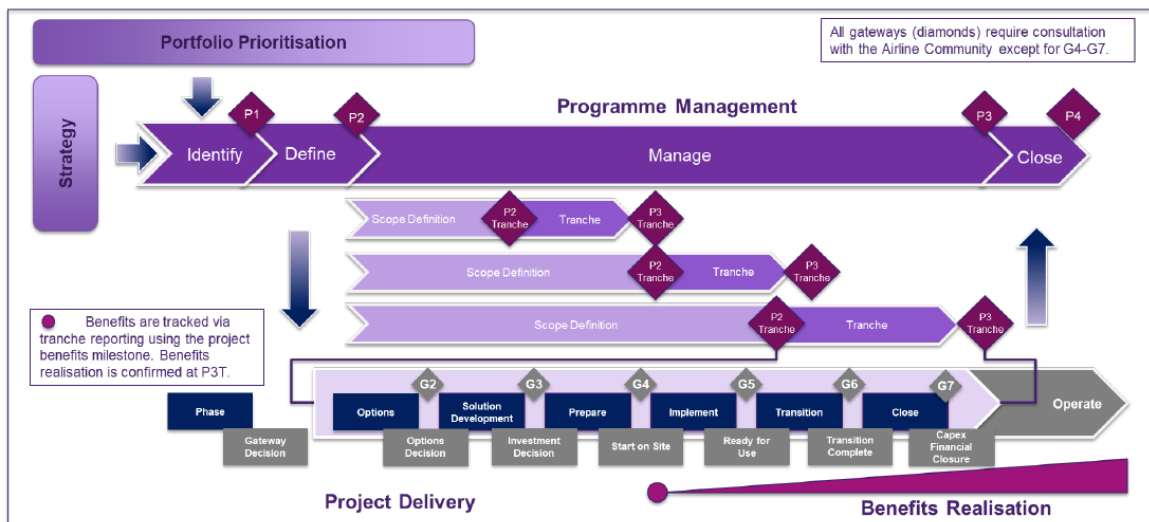 Portfolio Prioritisation
All gateways (diamonds) require consultation
with the Airline Community except for G4-G7.
Strategy
Programme Management
P1
P2
P3
P4
Identify
Define
Manage
Close
Scope Definition
P2
Tranche
Tranche
P3
Tranche
Scope Definition
P2
Tranche
Tranche
P3
Tranche
Scope Definition
P2
Tranche
Tranche
P3
Tranche
Benefits are tracked via
tranche reporting using the project
benefits milestone. Benefits
realisation is confirmed at P3T.
G2
G3
G4
G5
G6
G7
Phase
Options
Solution
Development
Prepare
Implement
Transition
Close
Operate
Gateway
Decision
Options
Decision
Investment
Decision
Start on Site
Ready for
Use
Transition
Complete
Capex
Financial
Closure
Project Delivery
Benefits Realisation